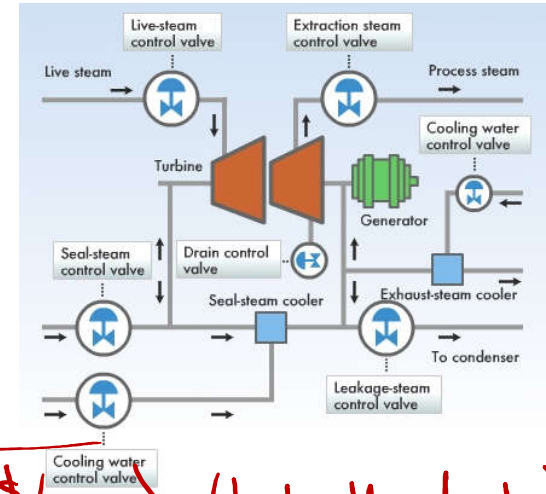 Live-steam
control valve
Extraction steam
control valve
Live steam
Process steam
Cooling water
control valve
Turbine
Generator
Seal-steam
control valve
Drain control
valve
Seal-steam cooler
Exhaust-steam cooler
To condenser
Leakage-steam
control valve
Cooling water
control valve